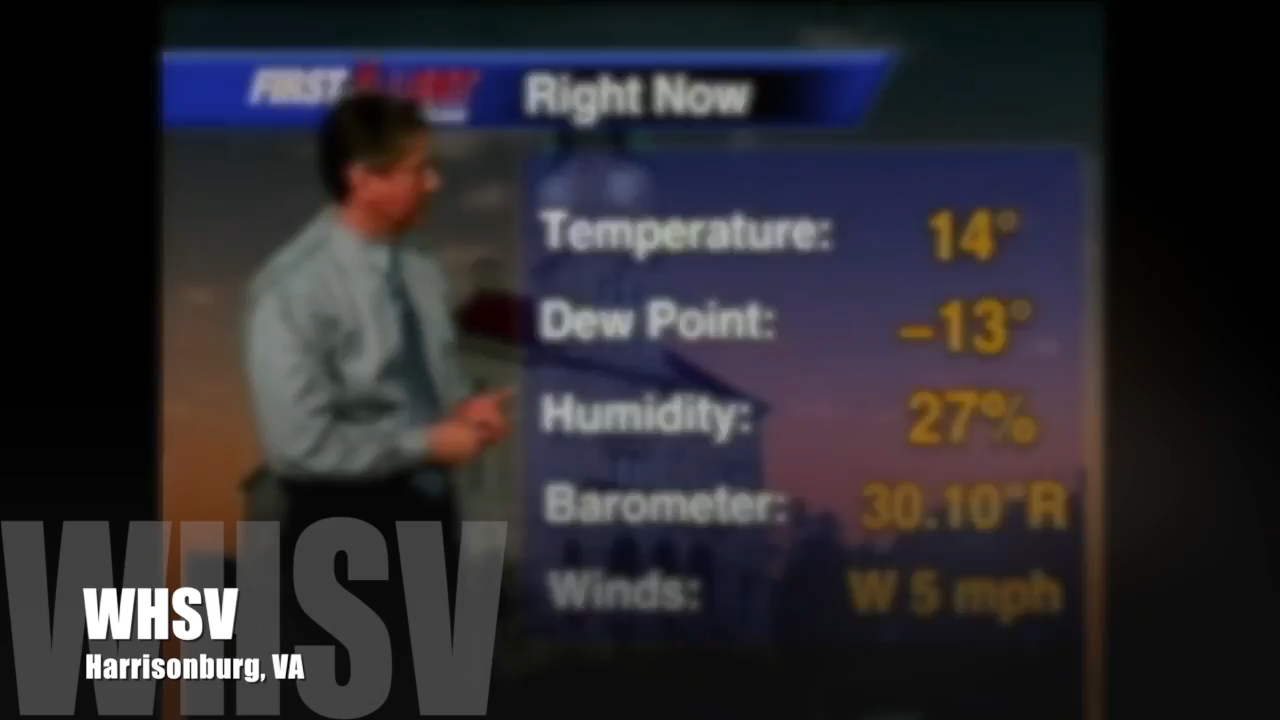 FIRST ALERT
Right Now
Temperature: 14°
Dew Point: -13°
Humidity: 27%
Barometer: 30.10"R
Winds: W 5 mph
WHSV
WHSV
Harrisonburg, VA